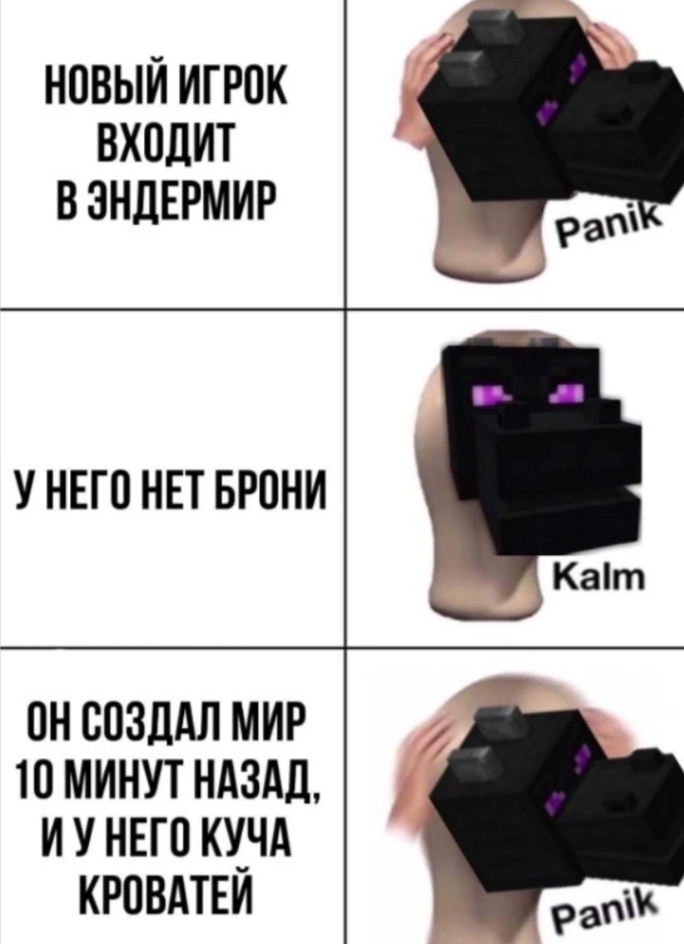 НОВЫЙ ИГРОК
ВХОДИТ
В ЭНДЕРМИР
Panik
У НЕГО НЕТ БРОНИ
Kalm
ОН СОЗДАЛ МИР
10 МИНУТ НАЗАД,
И У НЕГО КУЧА
КРОВАТЕЙ
Panik